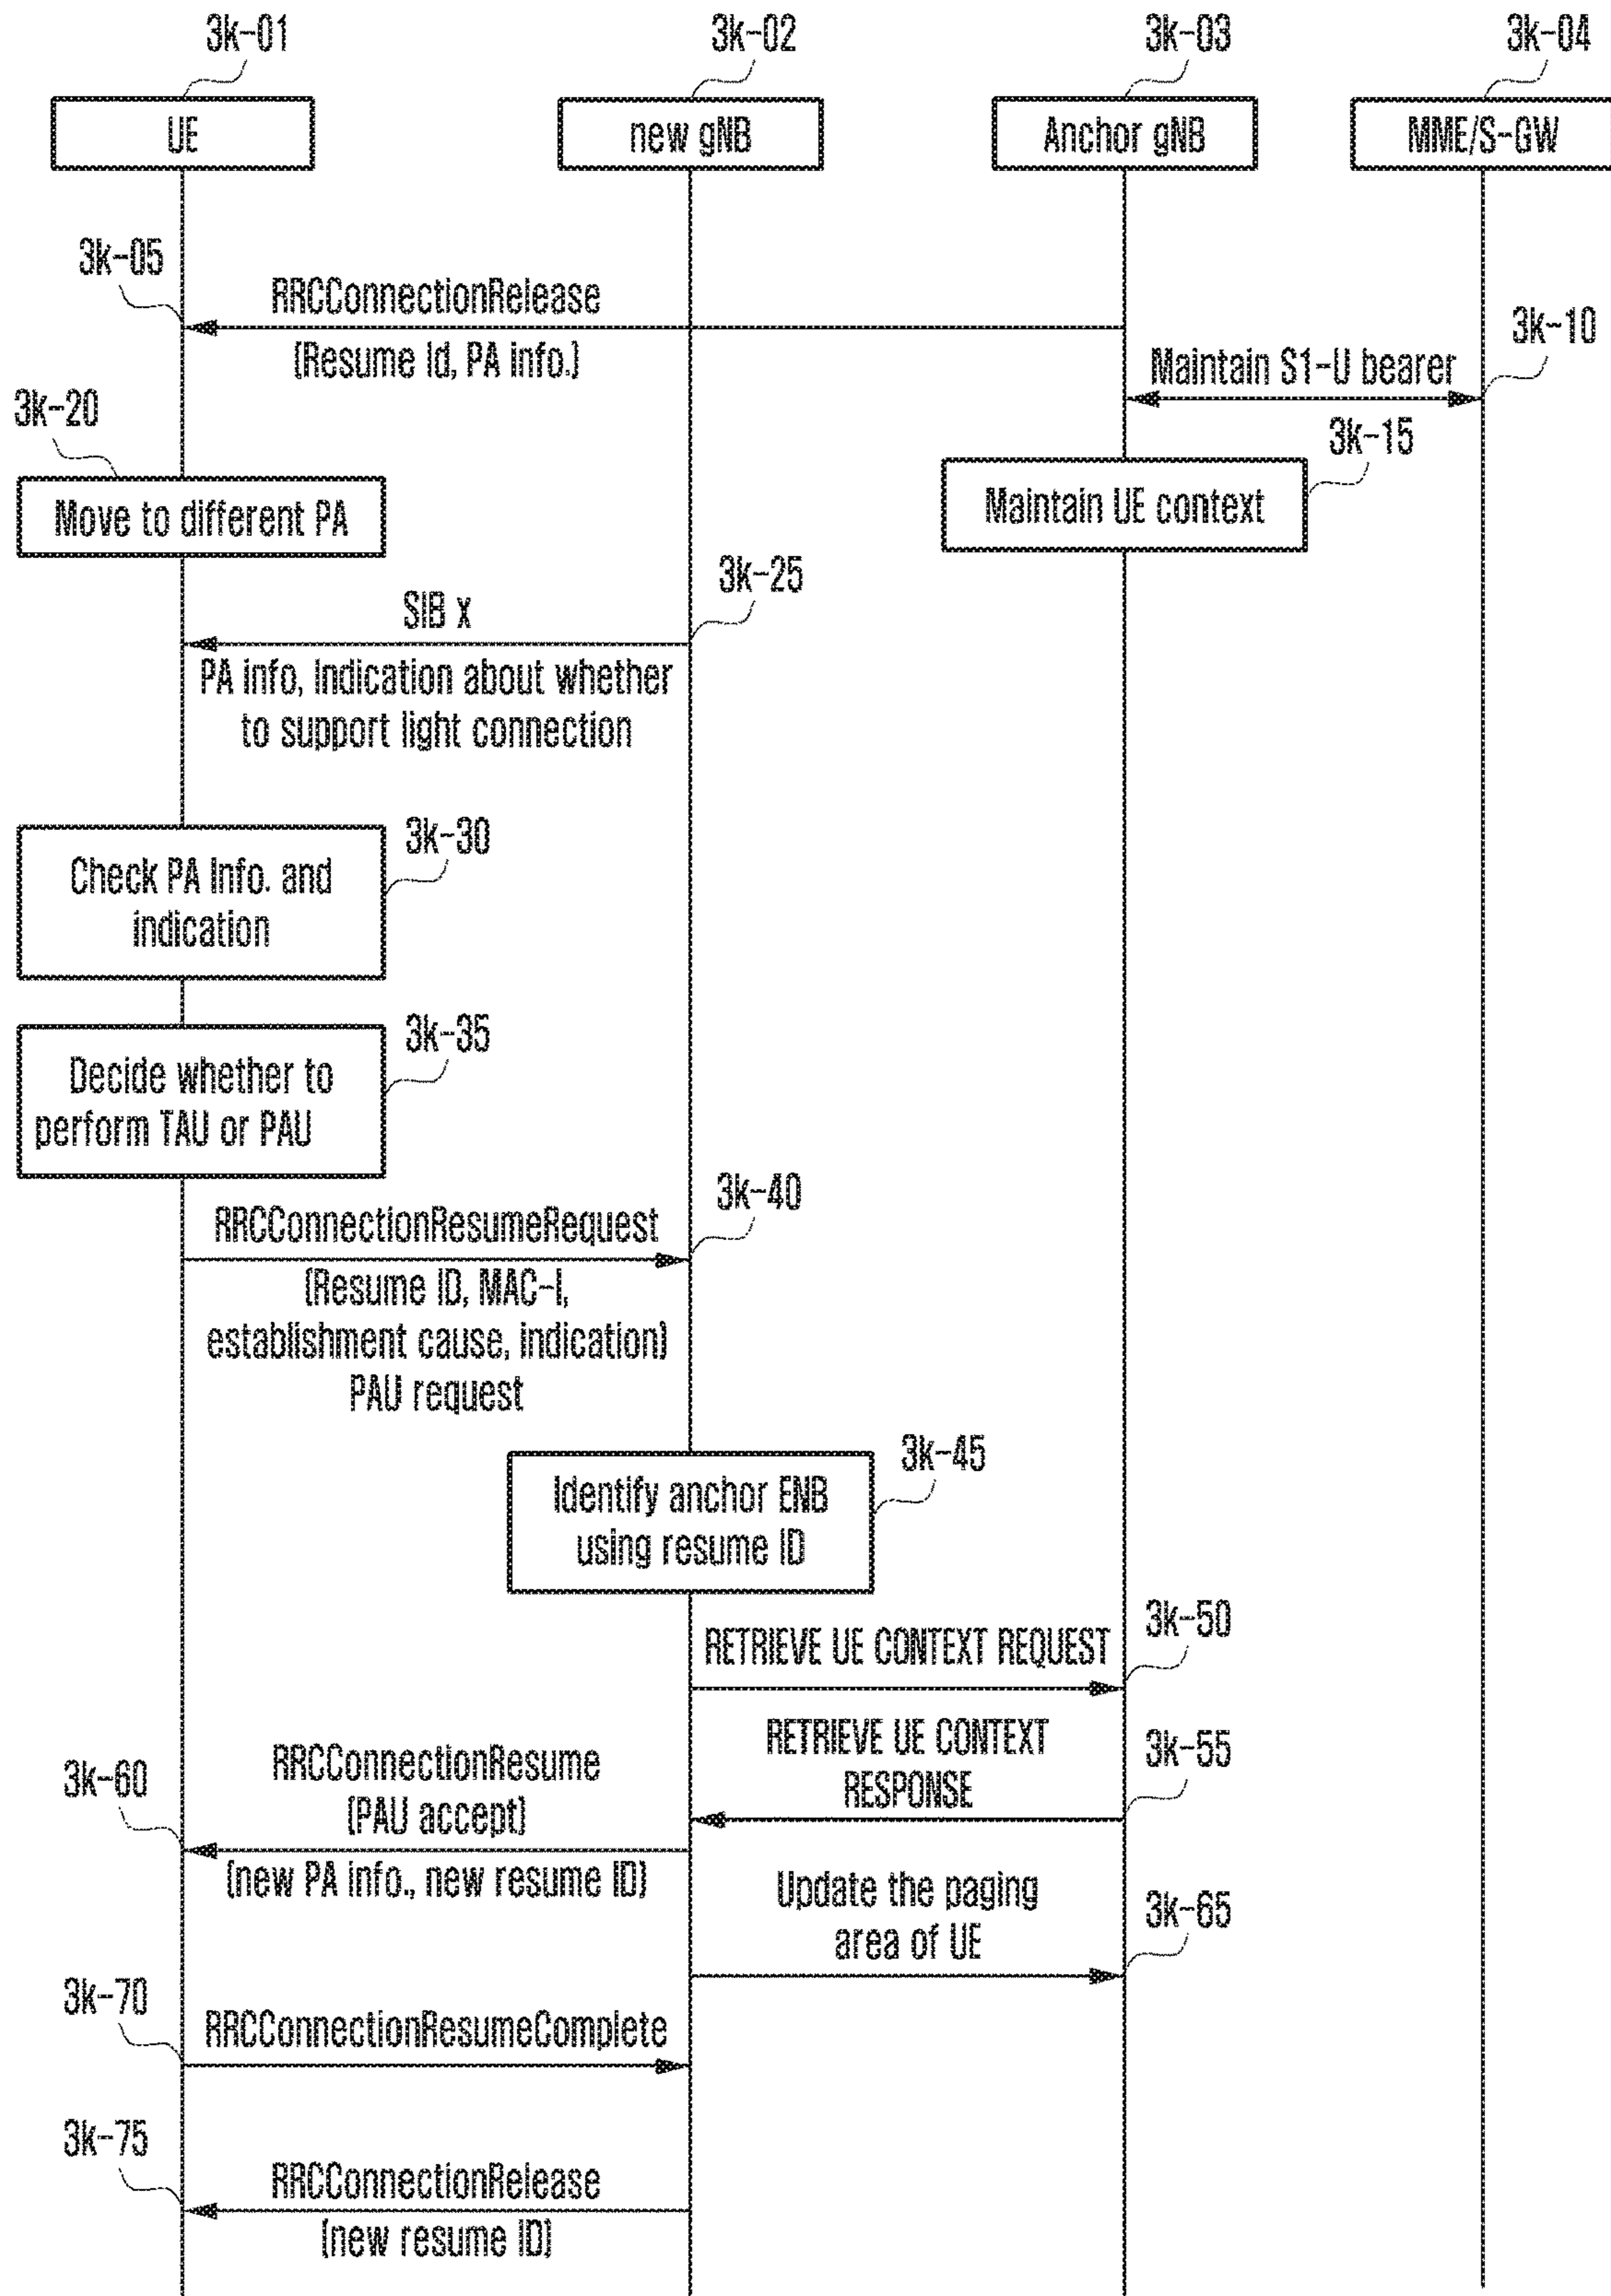 3k-01
3k-02
3k-03
3k-04
UE
new gNB
Anchor gNB
MME/S-GW
3k-05
RRCConnectionRelease
(Resume Id, PA info.)
3k-10
Maintain S1-U bearer
3k-15
Maintain UE context
3k-20
Move to different PA
3k-25
SIB x
PA info, Indication about whether
to support light connection
3k-30
Check PA Info. and
indication
3k-35
Decide whether to
perform TAU or PAU
3k-40
RRCConnectionResumeRequest
(Resume ID, MAC-I,
establishment cause, indication)
PAU request
3k-45
Identify anchor ENB
using resume ID
3k-50
RETRIEVE UE CONTEXT REQUEST
3k-55
RETRIEVE UE CONTEXT
RESPONSE
3k-60
RRCConnectionResume
(PAU accept)
(new PA info., new resume ID)
3k-65
Update the paging
area of UE
3k-70
RRCConnectionResumeComplete
3k-75
RRCConnectionRelease
(new resume ID)